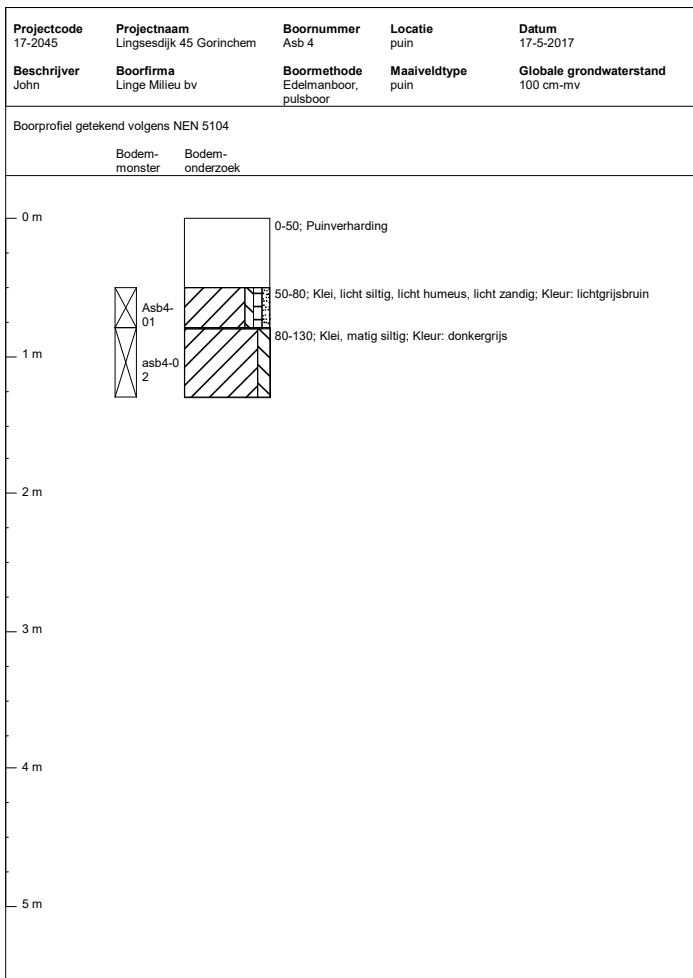 Projectcode Projectnaam Boornummer Locatie Datum
17-2045 Lingsesdijk 45 Gorinchem Asb 4 puin 17-5-2017
Beschrijver Boorfirma Boormethode Maaiveldtype Globale grondwaterstand
John Linge Milieu bv Edelmanboor, puin 100 cm-mv
pulsboor
Boorprofiel getekend volgens NEN 5104
Bodem- Bodem-
monster onderzoek
0 m
0-50; Puinverharding
50-80; Klei, licht siltig, licht humeus, licht zandig; Kleur: lichtgrijsbruin
Asb4-
01
80-130; Klei, matig siltig; Kleur: donkergrijs
1 m
asb4-0
2
2 m
3 m
4 m
5 m